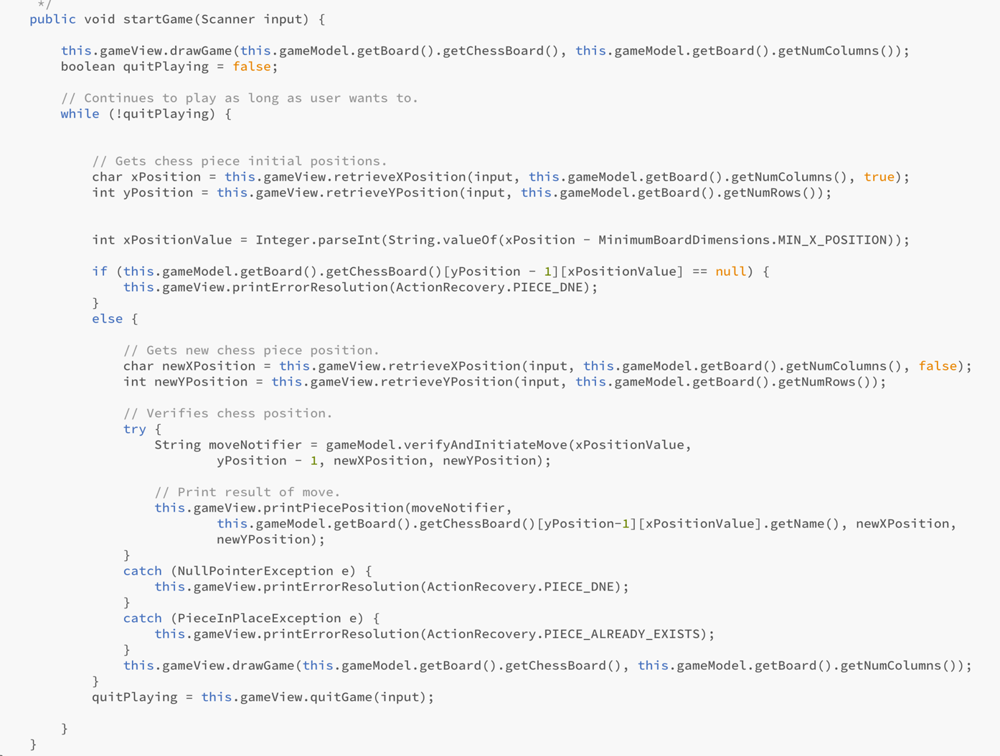 */
public void startGame(Scanner input) {
this.gameView.drawGame(this.gameModel.getBoard().getChessBoard(), this.gameModel.getBoard().getNumColumns());
boolean quitPlaying = false;
// Continues to play as long as user wants to.
while (!quitPlaying) {
// Gets chess piece initial positions.
char xPosition = this.gameView.retrieveXPosition(input, this.gameModel.getBoard().getNumColumns(), true);
int yPosition = this.gameView.retrieveYPosition(input, this.gameModel.getBoard().getNumRows());
int xPositionValue = Integer.parseInt(String.valueOf(xPosition - MinimumBoardDimensions.MIN_X_POSITION));
if (this.gameModel.getBoard().getChessBoard()[yPosition - 1][xPositionValue] == null) {
this.gameView.printErrorResolution(ActionRecovery.PIECE_DNE);
}
else {
// Gets new chess piece position.
char newXPosition = this.gameView.retrieveXPosition(input, this.gameModel.getBoard().getNumColumns(), false);
int newYPosition = this.gameView.retrieveYPosition(input, this.gameModel.getBoard().getNumRows());
// Verifies chess position.
try {
String moveNotifier = gameModel.verifyAndInitiateMove(xPositionValue,
yPosition - 1, newXPosition, newYPosition);
// Print result of move.
this.gameView.printPiecePosition(moveNotifier,
this.gameModel.getBoard().getChessBoard()[yPosition-1][xPositionValue].getName(), newXPosition,
newYPosition);
}
catch (NullPointerException e) {
this.gameView.printErrorResolution(ActionRecovery.PIECE_DNE);
}
catch (PieceInPlaceException e) {
this.gameView.printErrorResolution(ActionRecovery.PIECE_ALREADY_EXISTS);
}
this.gameView.drawGame(this.gameModel.getBoard().getChessBoard(), this.gameModel.getBoard().getNumColumns());
}
quitPlaying = this.gameView.quitGame(input);
}
}